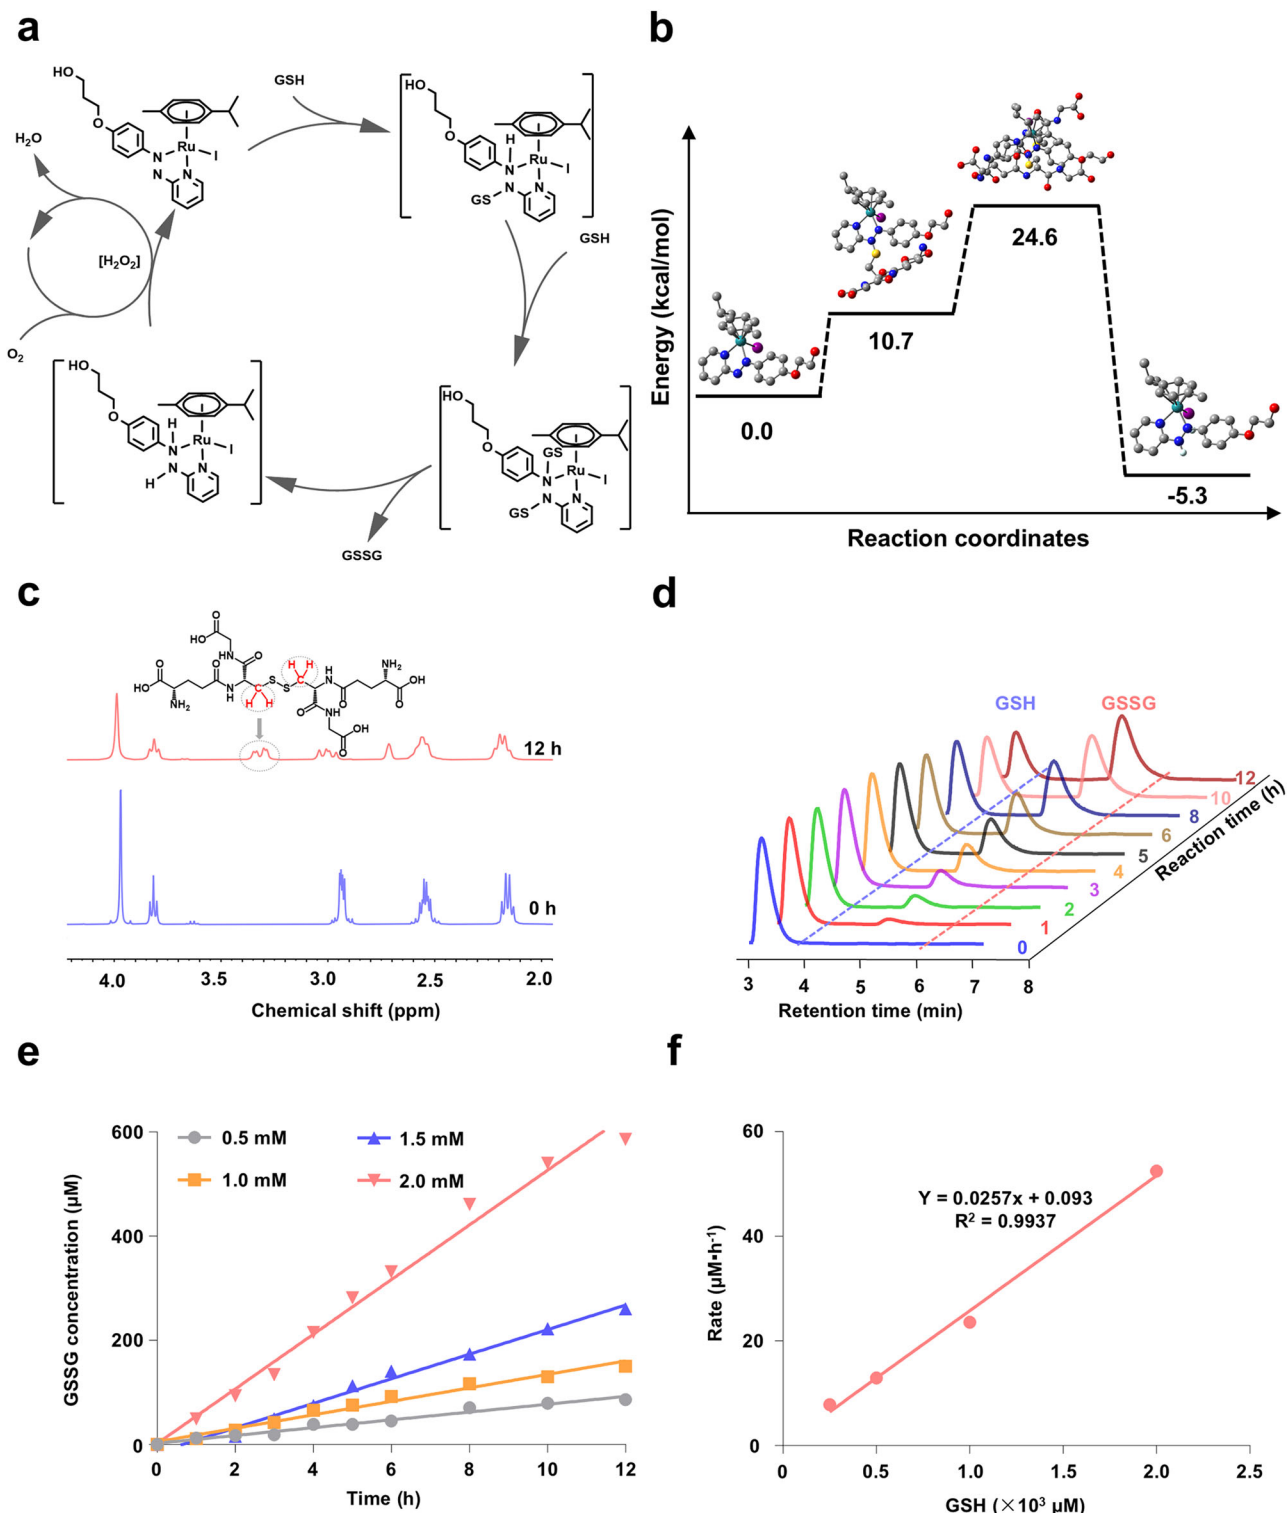 a
HO
O
N
N
Ru
I
N
GSH
HO
O
H
N
Ru
I
GS
N
N
H₂O
[H₂O₂]
O₂
GSH
HO
O
H
N
Ru
I
N
H
N
HO
O
GS
N
Ru
I
GS
N
N
GSSG
b
Energy (kcal/mol)
0.0
10.7
24.6
-5.3
Reaction coordinates
c
O
HO
NH
O
H H
C
O
HO
NH₂
O
N
H
C
H H
S
S
H
N
O
NH₂
OH
O
O
NH
OH
O
12 h
0 h
4.0 3.5 3.0 2.5 2.0
Chemical shift (ppm)
d
GSH GSSG
12
10
8
6
5
4
3
2
1
0
Reaction time (h)
3 4 5 6 7 8
Retention time (min)
e
0.5 mM
1.5 mM
1.0 mM
2.0 mM
GSSG concentration (μM)
600
400
200
0
0 2 4 6 8 10 12
Time (h)
f
Rate (μM•h⁻¹)
60
40
20
0
Y = 0.0257x + 0.093
R² = 0.9937
0 0.5 1.0 2.0 2.5
GSH (×10³ μM)